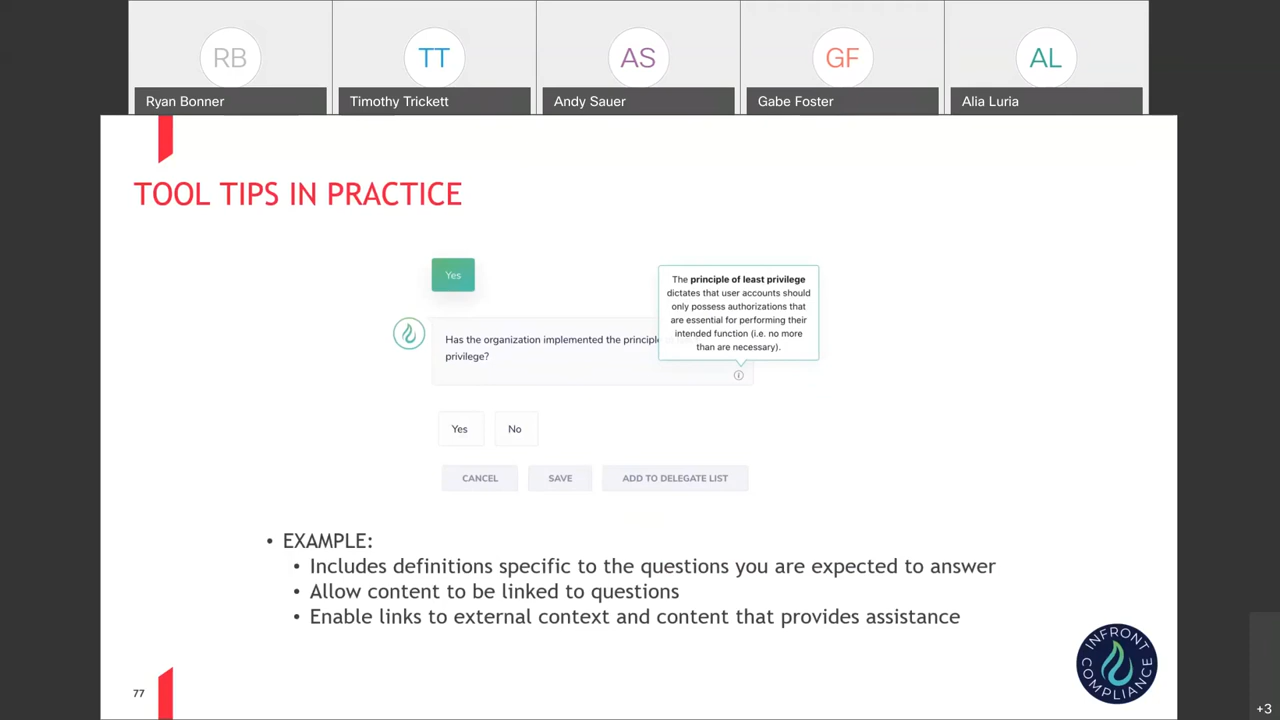 RB
TT
AS
GF
AL
Ryan Bonner
Timothy Trickett
Andy Sauer
Gabe Foster
Alia Luria
TOOL TIPS IN PRACTICE
Yes
The principle of least privilege
dictates that user accounts should
only possess authorizations that
are essential for performing their
intended function (i.e. no more
than are necessary).
Has the organization implemented the principle
privilege?
Yes
No
CANCEL
SAVE
ADD TO DELEGATE LIST
• EXAMPLE:
• Includes definitions specific to the questions you are expected to answer
• Allow content to be linked to questions
• Enable links to external context and content that provides assistance
INFRONT
COMPLIANCE
77
+3